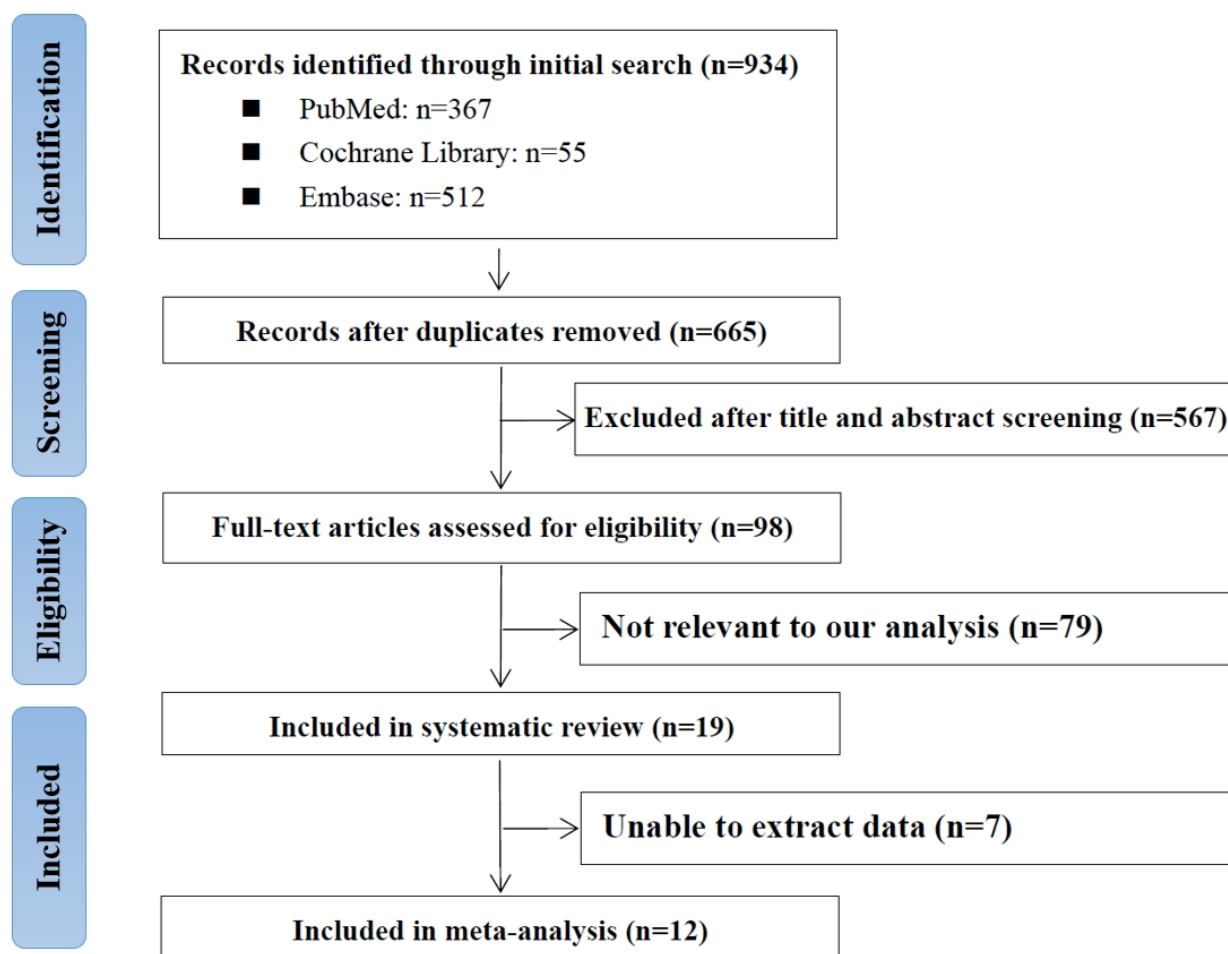 Identification
Records identified through initial search (n=934)
■ PubMed: n=367
■ Cochrane Library: n=55
■ Embase: n=512
Screening
Records after duplicates removed (n=665)
Excluded after title and abstract screening (n=567)
Eligibility
Full-text articles assessed for eligibility (n=98)
Not relevant to our analysis (n=79)
Included
Included in systematic review (n=19)
Unable to extract data (n=7)
Included in meta-analysis (n=12)